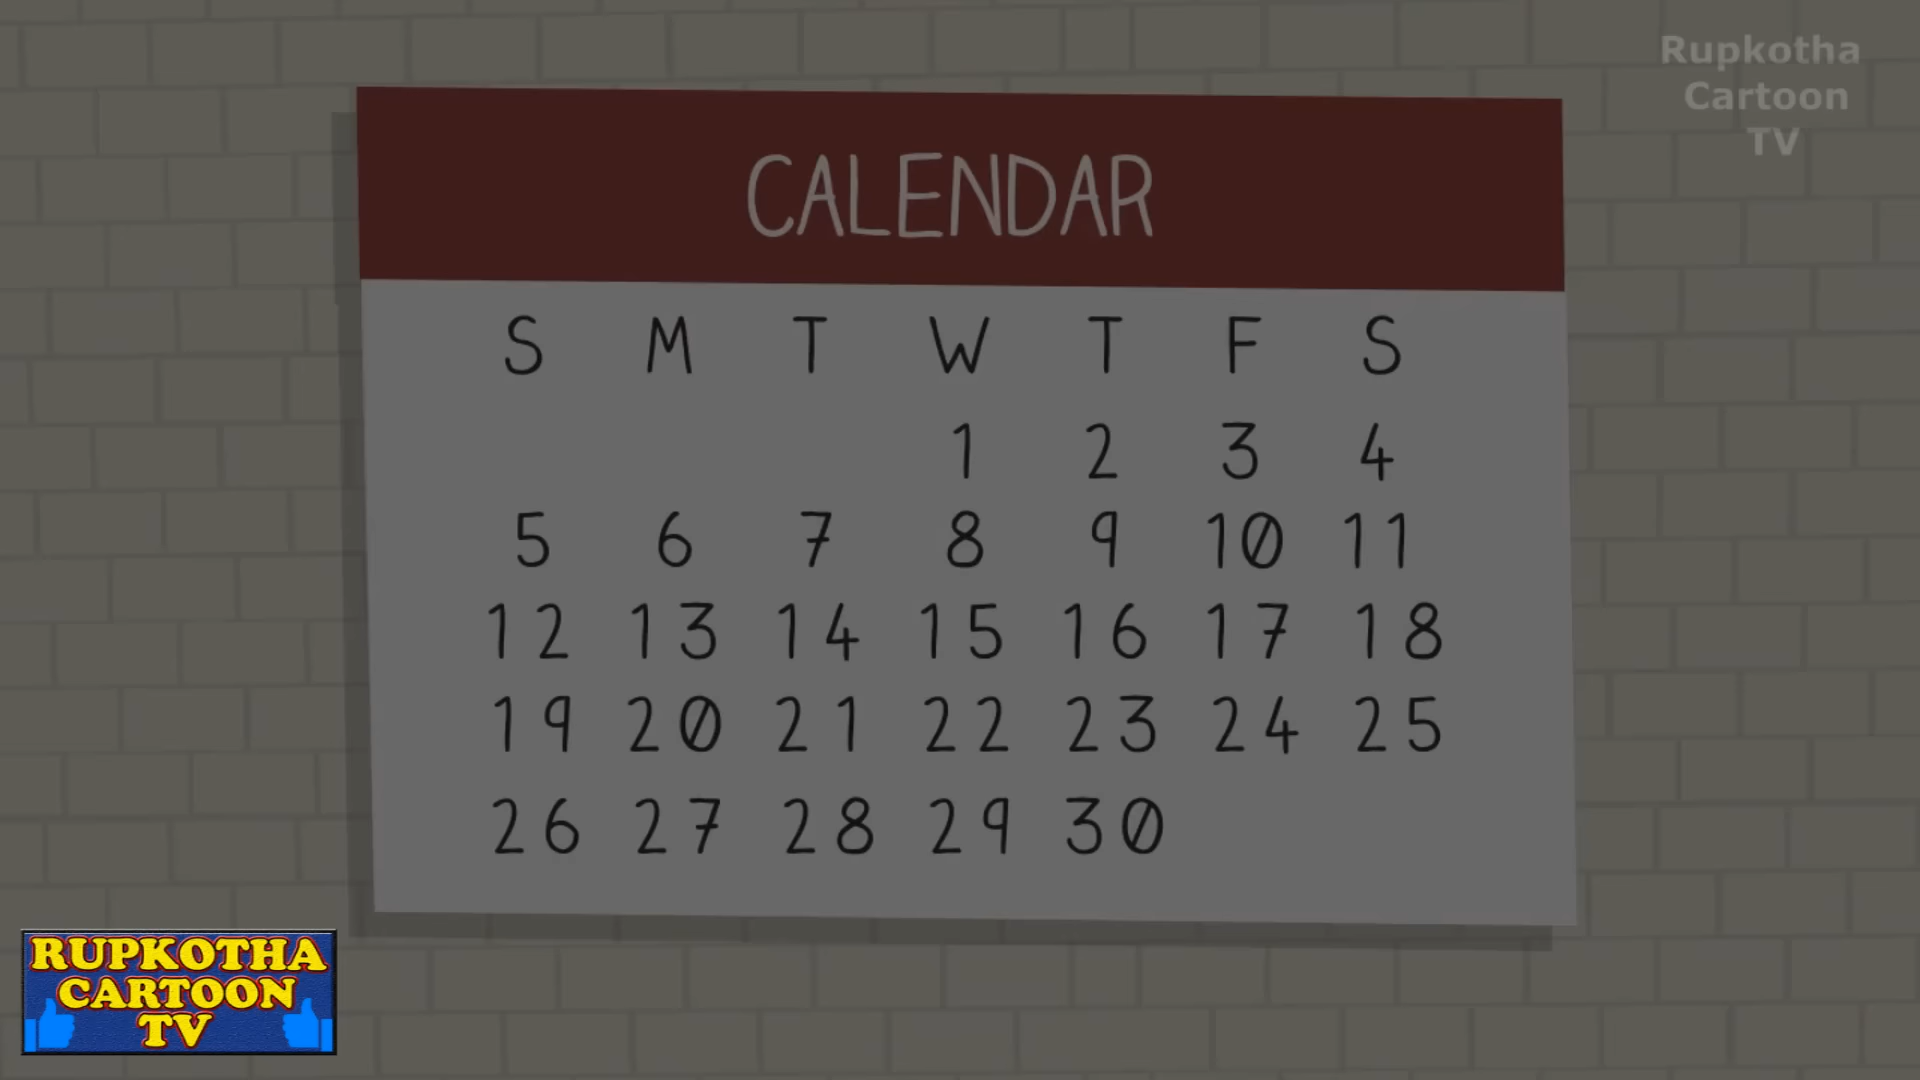 Rupkotha
Cartoon
TV
CALENDAR
S M T W T F S
1 2 3 4
5 6 7 8 9 10 11
12 13 14 15 16 17 18
19 20 21 22 23 24 25
26 27 28 29 30
RUPKOTHA
CARTOON
TV